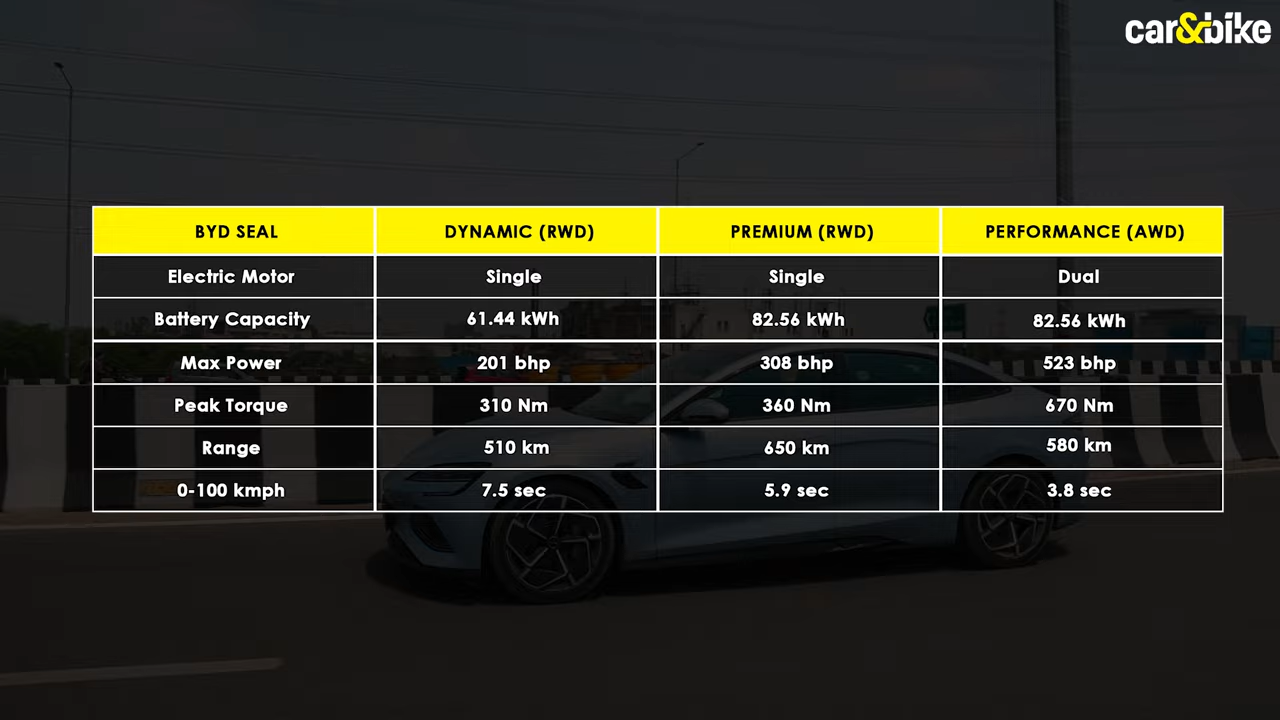 car&bike
BYD SEAL DYNAMIC (RWD) PREMIUM (RWD) PERFORMANCE (AWD)
Electric Motor Single Single Dual
Battery Capacity 61.44 kWh 82.56 kWh 82.56 kWh
Max Power 201 bhp 308 bhp 523 bhp
Peak Torque 310 Nm 360 Nm 670 Nm
Range 510 km 650 km 580 km
0-100 kmph 7.5 sec 5.9 sec 3.8 sec